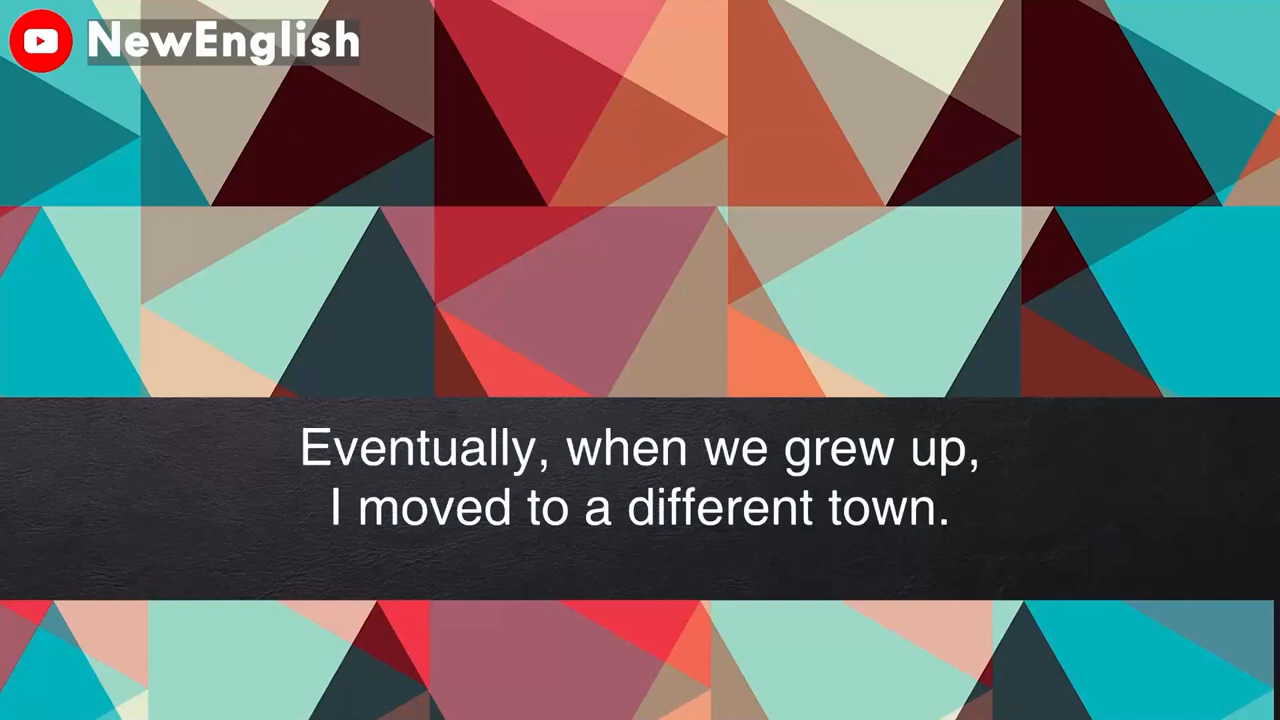 NewEnglish
Eventually, when we grew up,
I moved to a different town.